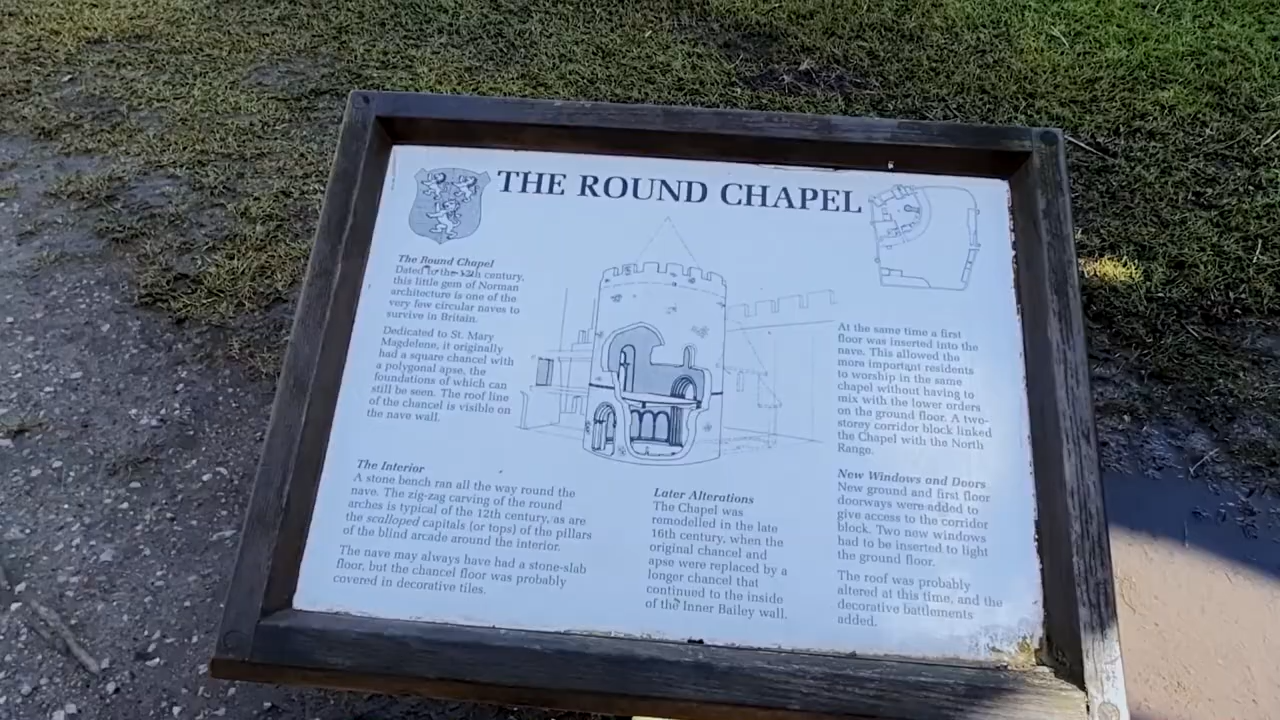 THE ROUND CHAPEL
The Round Chapel
Dated to the 12th century,
this little gem of Norman
architecture is one of the
very few circular naves to
survive in Britain.
Dedicated to St. Mary
Magdelene, it originally
had a square chancel with
a polygonal apse, the
foundations of which can
still be seen. The roof line
of the chancel is visible on
the nave wall.
The Interior
A stone bench ran all the way round the
nave. The zig-zag carving of the round
arches is typical of the 12th century, as are
the scalloped capitals (or tops) of the pillars
of the blind arcade around the interior.
The nave may always have had a stone-slab
floor, but the chancel floor was probably
covered in decorative tiles.
Later Alterations
The Chapel was
remodelled in the late
16th century, when the
original chancel and
apse were replaced by a
longer chancel that
continued to the inside
of the Inner Bailey wall.
At the same time a first
floor was inserted into the
nave. This allowed the
more important residents
to worship in the same
chapel without having to
mix with the lower orders
on the ground floor. A two-
storey corridor block linked
the Chapel with the North
Range.
New Windows and Doors
New ground and first floor
doorways were added to
give access to the corridor
block. Two new windows
had to be inserted to light
the ground floor.
The roof was probably
altered at this time, and the
decorative battlements
added.